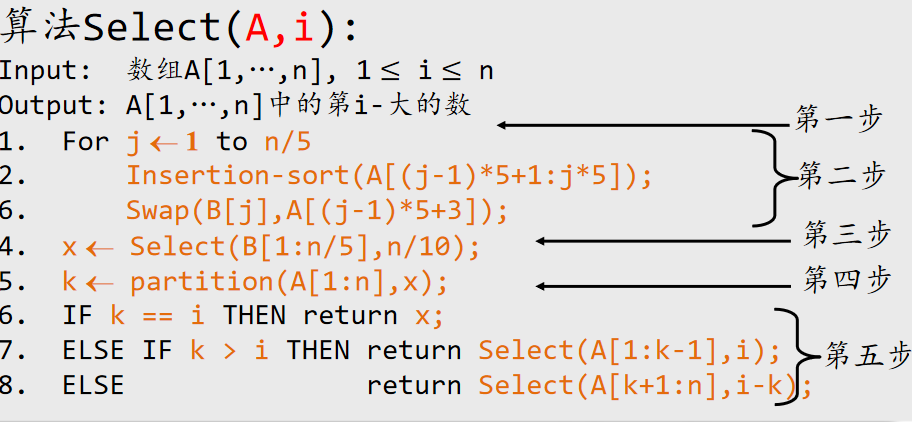 算法Select(A,i):
Input: 数组A[1,⋯,n], 1≤ i≤ n
Output: A[1,⋯,n]中的第i-大的数
第一步
1. For j←1 to n/5
2. Insertion-sort(A[(j-1)*5+1:j*5]);
第二步
6. Swap(B[j],A[(j-1)*5+3]);
4. x← Select(B[1:n/5],n/10);
第三步
5. k← partition(A[1:n],x);
第四步
6. IF k == i THEN return x;
7. ELSE IF k > i THEN return Select(A[1:k-1],i);
第五步
8. ELSE return Select(A[k+1:n],i-k);